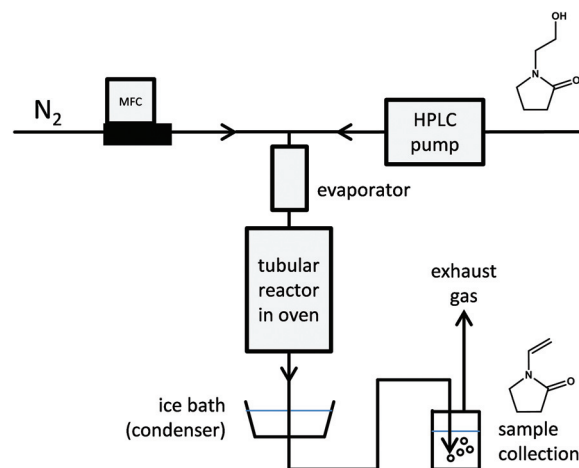 OH
N
O
MFC
N2
HPLC
pump
evaporator
tubular
reactor
in oven
exhaust
gas
N
O
ice bath
(condenser)
sample
collection